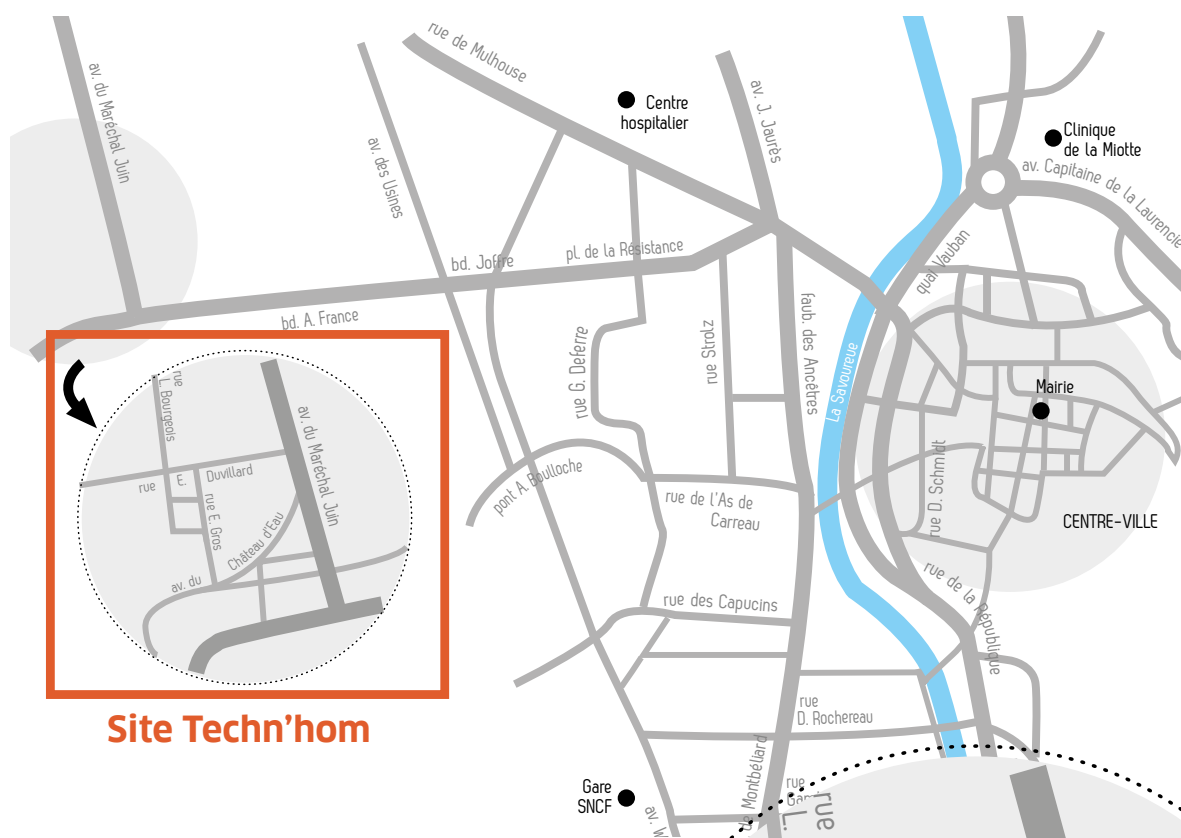 rue de Mulhouse
av. du Maréchal Juin
av. J. Jaurès
Centre
hospitalier
Clinique
de la Miotte
av. Capitaine de la Laurencie
av. des Usines
quai Vauban
pl. de la Résistance
bd. Joffre
bd. A. France
faub. des Ancêtres
rue Strolz
rue G. Deferre
La Savoureuse
Mairie
rue
L. Bourgeois
av. du Maréchal Juin
rue
E.
Duvillard
rue E. Gros
Château d'Eau
av. du
pont A. Boulloche
rue de l'As de
Carreau
rue D. Schmidt
CENTRE-VILLE
rue de la République
rue des Capucins
rue
D. Rochereau
Site Techn'hom
Gare
SNCF
de Montbéliard
av. W
rue
rue
L.